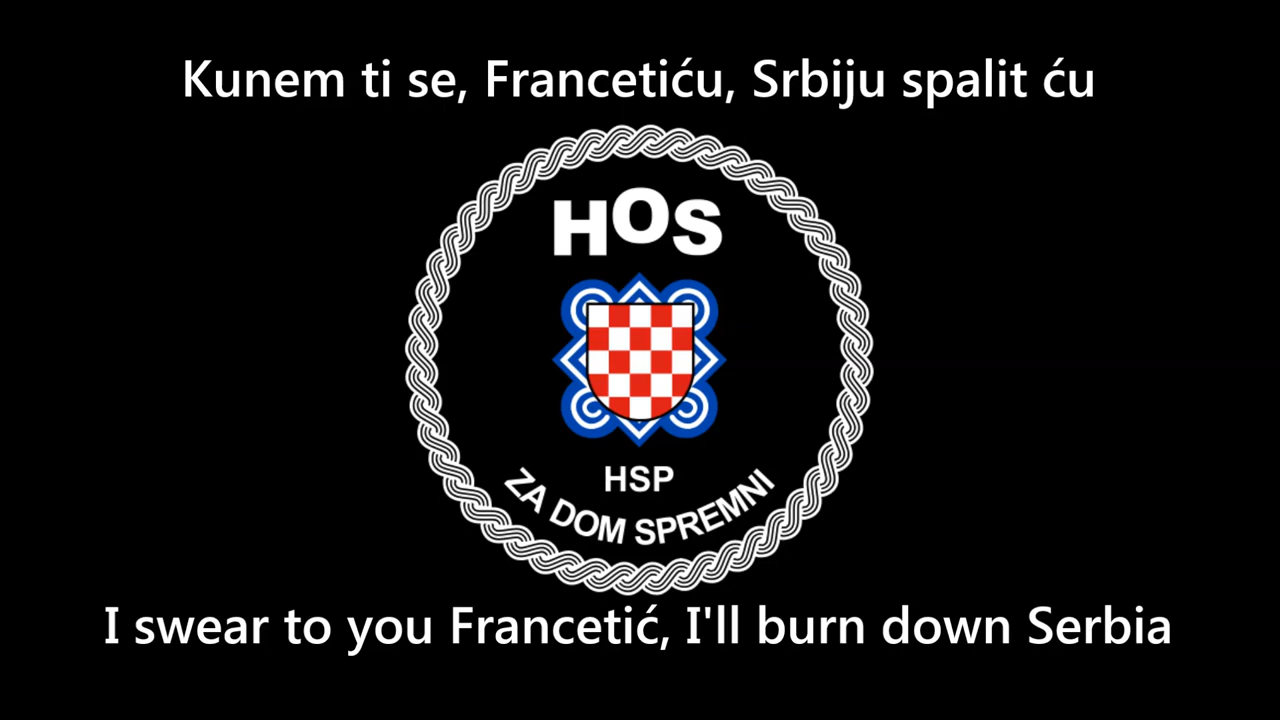 Kunem ti se, Francetiću, Srbiju spalit ću
HOS
HSP
ZA DOM SPREMNI
I swear to you Francetić, I'll burn down Serbia